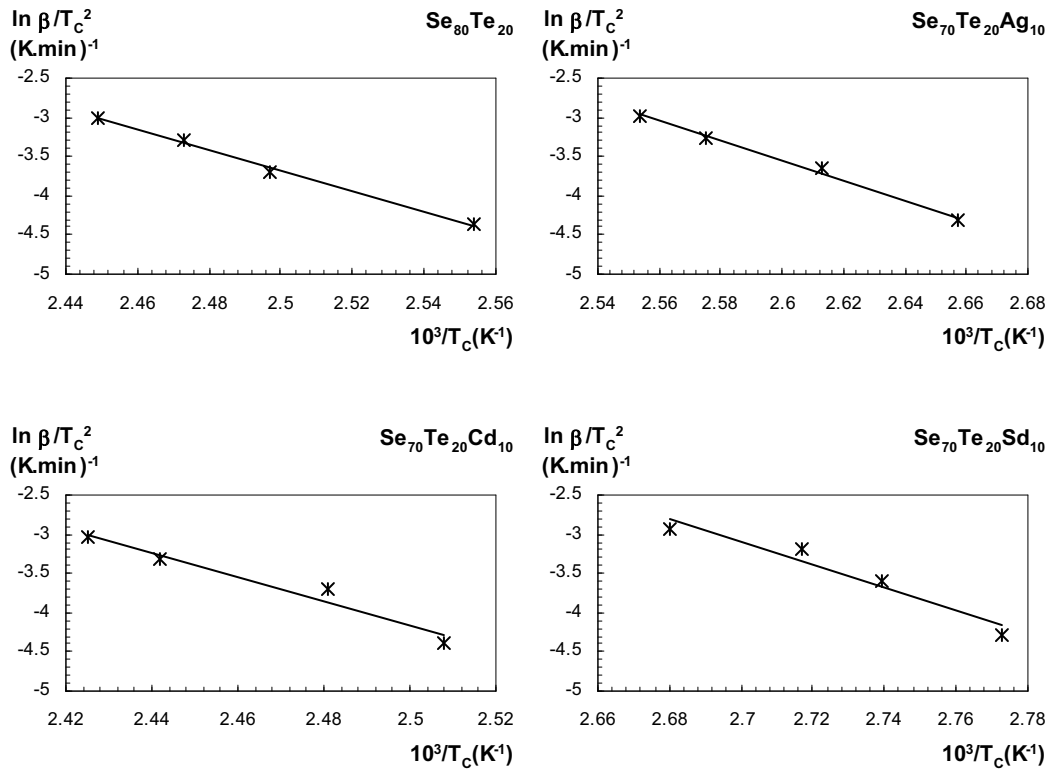 ln β/T_C^2
(K.min)^-1
Se80Te20
-2.5
-3
-3.5
-4
-4.5
-5
2.44 2.46 2.48 2.5 2.52 2.54 2.56
10^3/T_C(K^-1)
ln β/T_C^2
(K.min)^-1
Se70Te20Ag10
-2.5
-3
-3.5
-4
-4.5
-5
2.54 2.56 2.58 2.6 2.62 2.64 2.66 2.68
10^3/T_C(K^-1)
ln β/T_C^2
(K.min)^-1
Se70Te20Cd10
-2.5
-3
-3.5
-4
-4.5
-5
2.42 2.44 2.46 2.48 2.5 2.52
10^3/T_C(K^-1)
ln β/T_C^2
(K.min)^-1
Se70Te20Sd10
-2.5
-3
-3.5
-4
-4.5
-5
2.66 2.68 2.7 2.72 2.74 2.76 2.78
10^3/T_C(K^-1)